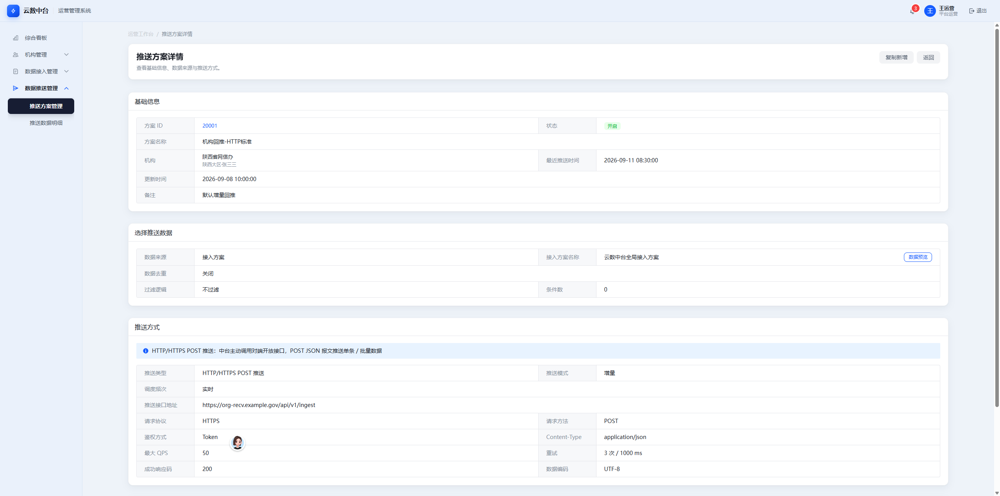 云数中台 运营管理系统
3
王
王运营
平台运营
退出
综合看板
机构管理
数据接入管理
数据推送管理
推送方案管理
推送数据明细
运营工作台 / 推送方案详情
推送方案详情
查看基础信息、数据来源与推送方式。
复制新增
返回
基础信息
方案 ID 20001 状态 开启
方案名称 机构回推-HTTP标准
机构 陕西省网信办
陕西大区·张三三
最近推送时间 2026-09-11 08:30:00
更新时间 2026-09-08 10:00:00
备注 默认增量回推
选择推送数据
数据来源 接入方案 接入方案名称 云数中台全局接入方案 数据预览
数据去重 关闭
过滤逻辑 不过滤 条件数 0
推送方式
HTTP/HTTPS POST 推送：中台主动调用对端开放接口，POST JSON 报文推送单条 / 批量数据
推送类型 HTTP/HTTPS POST 推送 推送模式 增量
调度频次 实时
推送接口地址 https://org-recv.example.gov/api/v1/ingest
请求协议 HTTPS 请求方法 POST
鉴权方式 Token Content-Type application/json
最大 QPS 50 重试 3 次 / 1000 ms
成功响应码 200 数据编码 UTF-8